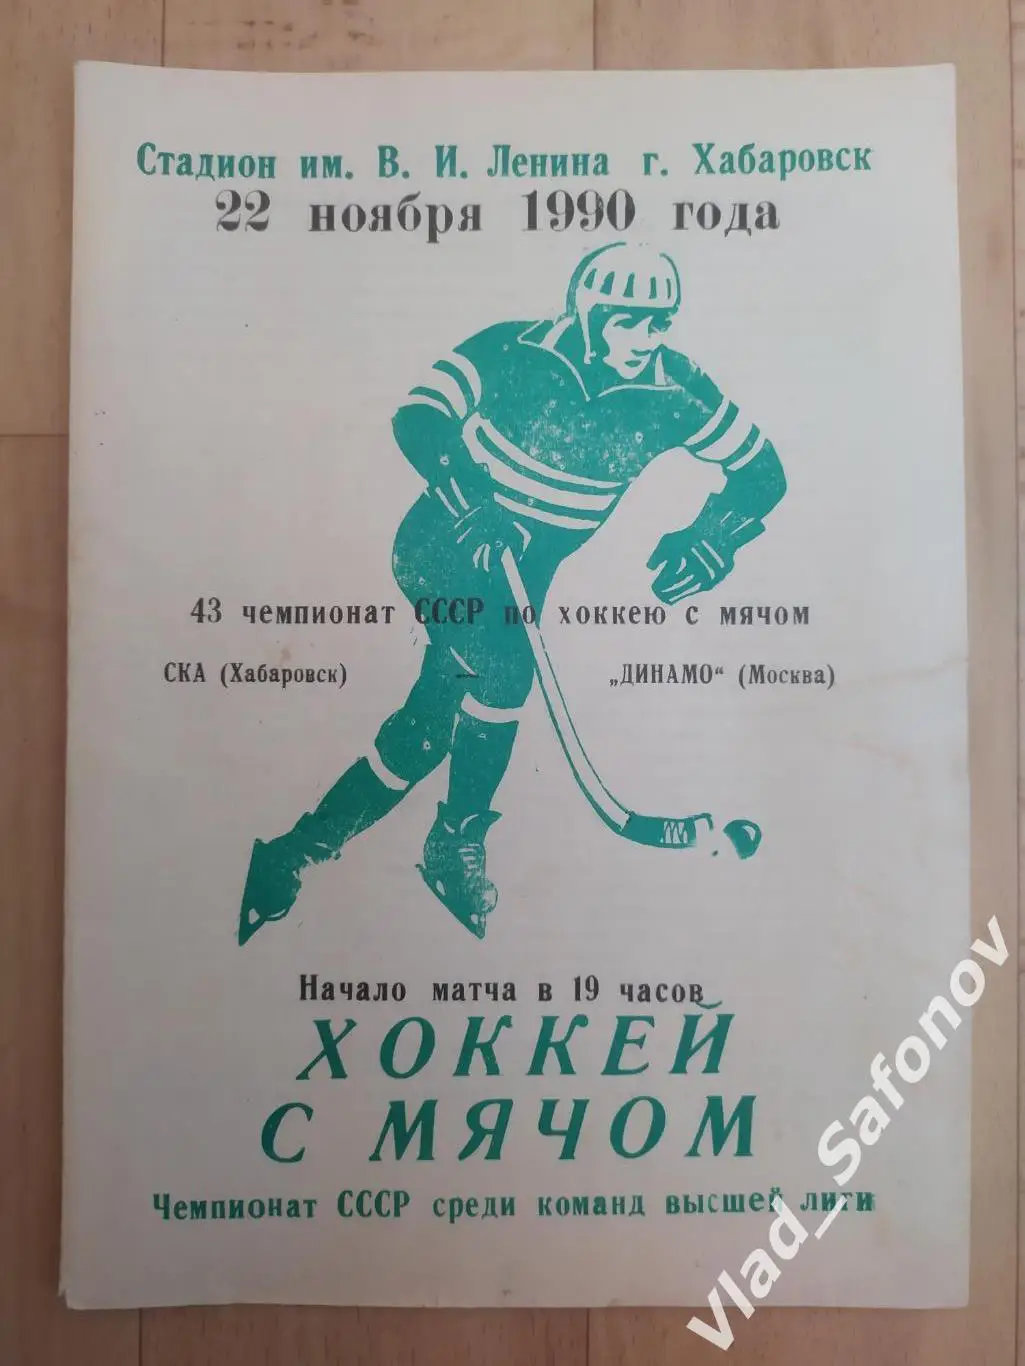 Стадион им. В. И. Ленина г. Хабаровск
22 ноября 1990 года
43 чемпионат СССР по хоккею с мячом
СКА (Хабаровск) — „ДИНАМО“ (Москва)
Начало матча в 19 часов
ХОККЕЙ
С МЯЧОМ
Чемпионат СССР среди команд высшей лиги
Vlad_Safonov